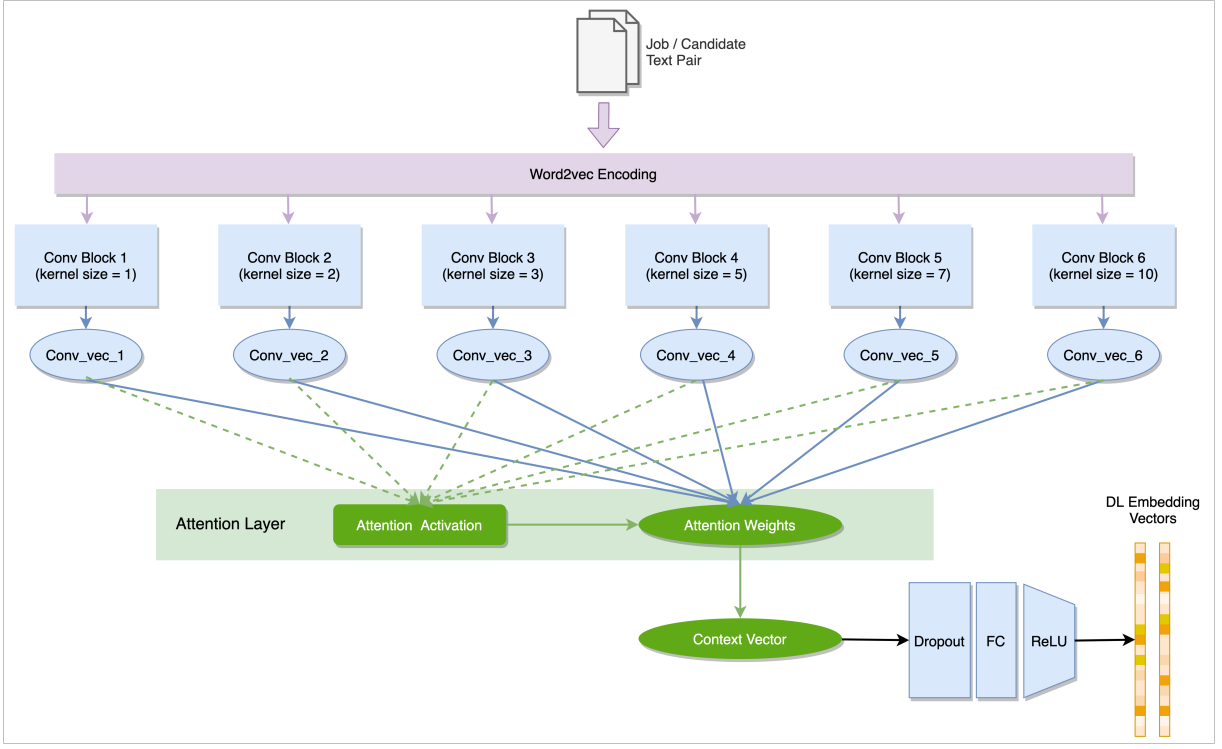 Job / Candidate
Text Pair
Word2vec Encoding
Conv Block 1
(kernel size = 1)
Conv Block 2
(kernel size = 2)
Conv Block 3
(kernel size = 3)
Conv Block 4
(kernel size = 5)
Conv Block 5
(kernel size = 7)
Conv Block 6
(kernel size = 10)
Conv_vec_1
Conv_vec_2
Conv_vec_3
Conv_vec_4
Conv_vec_5
Conv_vec_6
Attention Layer
Attention Activation
Attention Weights
DL Embedding
Vectors
Context Vector
Dropout
FC
ReLU